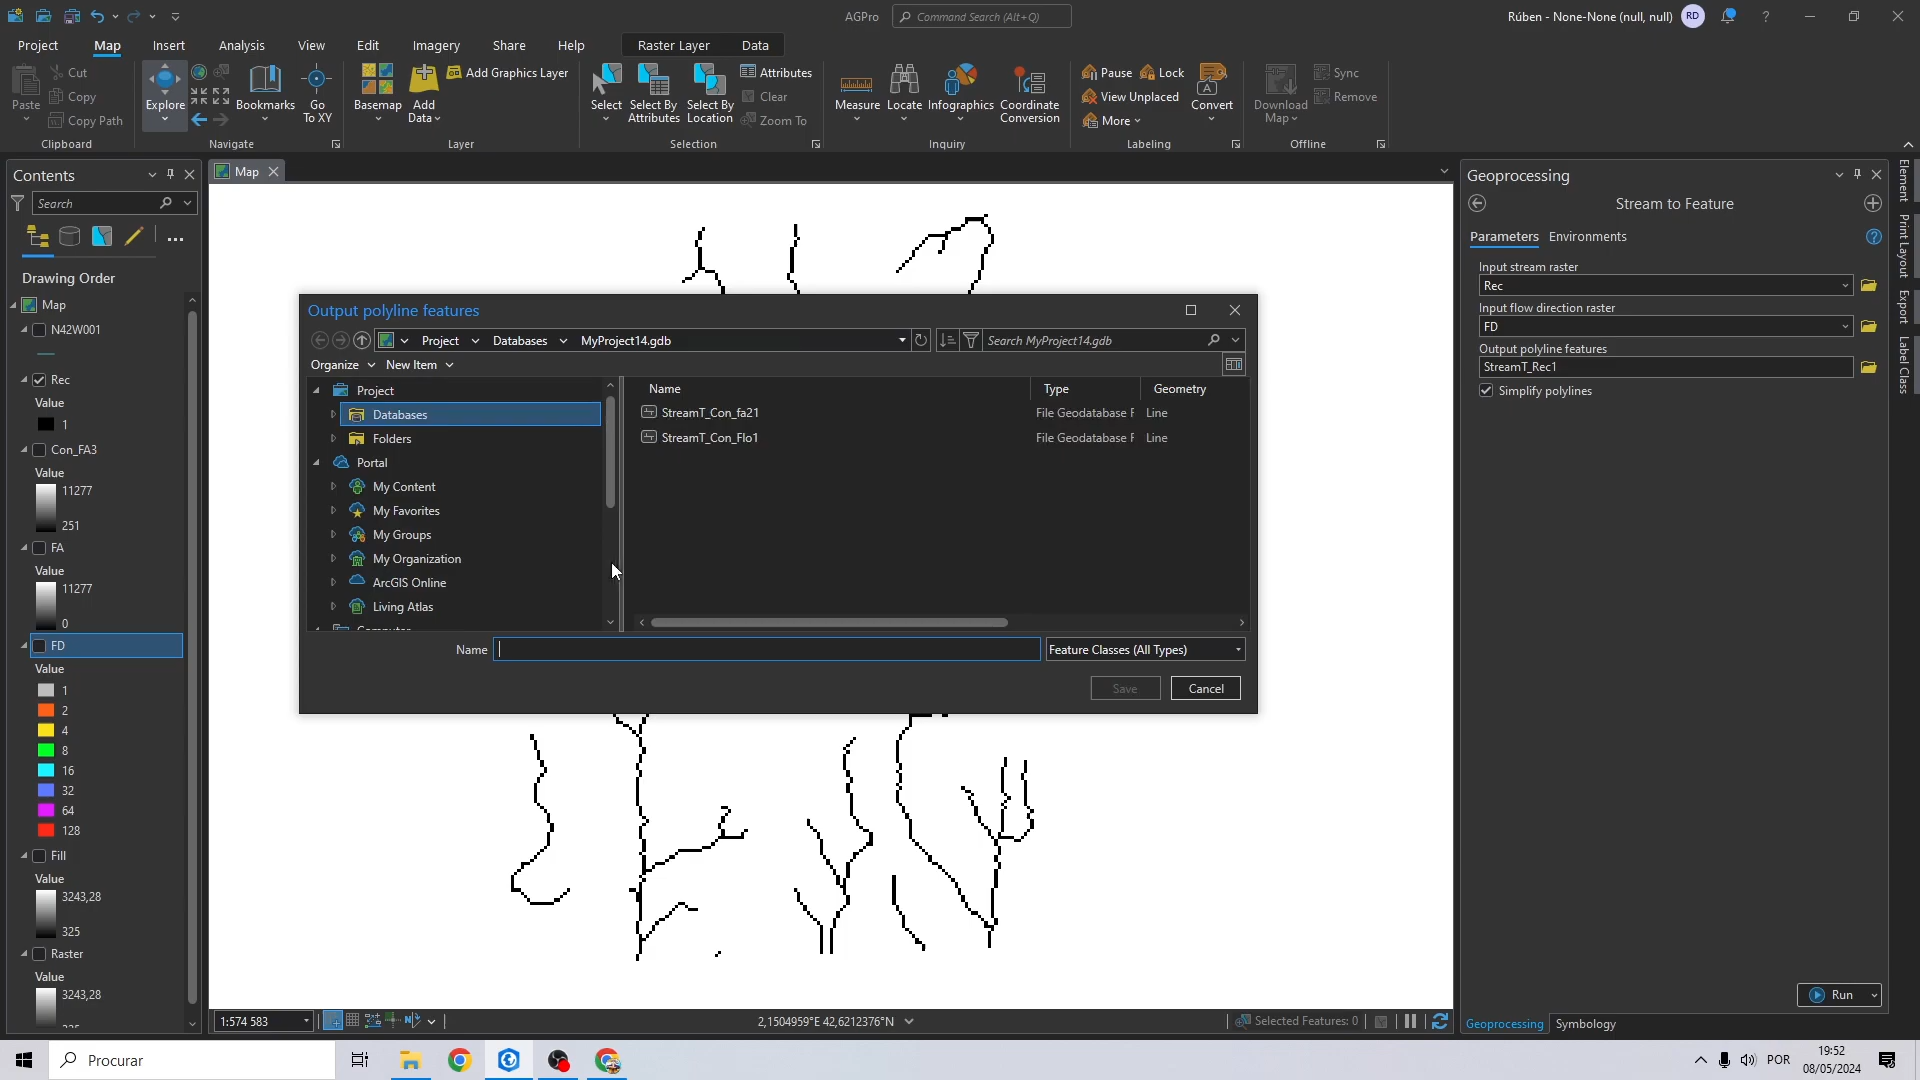 AGPro
Command Search (Alt+Q)
Rúben - None-None (null, null)
RD
?
Project
Map
Insert
Analysis
View
Edit
Imagery
Share
Help
Raster Layer
Data
Paste
Cut
Copy
Copy Path
Clipboard
Explore
Bookmarks
Go
To XY
Navigate
Basemap
Add
Data
Add Graphics Layer
Layer
Select
Select By
Attributes
Select By
Location
Attributes
Clear
Zoom To
Selection
Measure
Locate
Infographics
Coordinate
Conversion
Inquiry
Pause
Lock
View Unplaced
More
Convert
Labeling
Download
Map
Sync
Remove
Offline
Contents
Search
Drawing Order
Map
N42W001
Rec
Value
1
Con_FA3
Value
11277
251
FA
Value
11277
0
FD
Value
1
2
4
8
16
32
64
128
Fill
Value
3243,28
325
Raster
Value
3243,28
Map
Output polyline features
Project
Databases
MyProject14.gdb
Search MyProject14.gdb
Organize
New Item
Project
Databases
Folders
Portal
My Content
My Favorites
My Groups
My Organization
ArcGIS Online
Living Atlas
Name
Type
Geometry
StreamT_Con_fa21
File Geodatabase F
Line
StreamT_Con_Flo1
File Geodatabase F
Line
Name
Feature Classes (All Types)
Save
Cancel
1:574 583
2,1504959°E 42,6212376°N
Selected Features: 0
Geoprocessing
Stream to Feature
Parameters
Environments
?
Input stream raster
Rec
Input flow direction raster
FD
Output polyline features
StreamT_Rec1
Simplify polylines
Run
Geoprocessing
Symbology
Element
Print Layout
Export
Label Class
Procurar
POR
19:52
08/05/2024